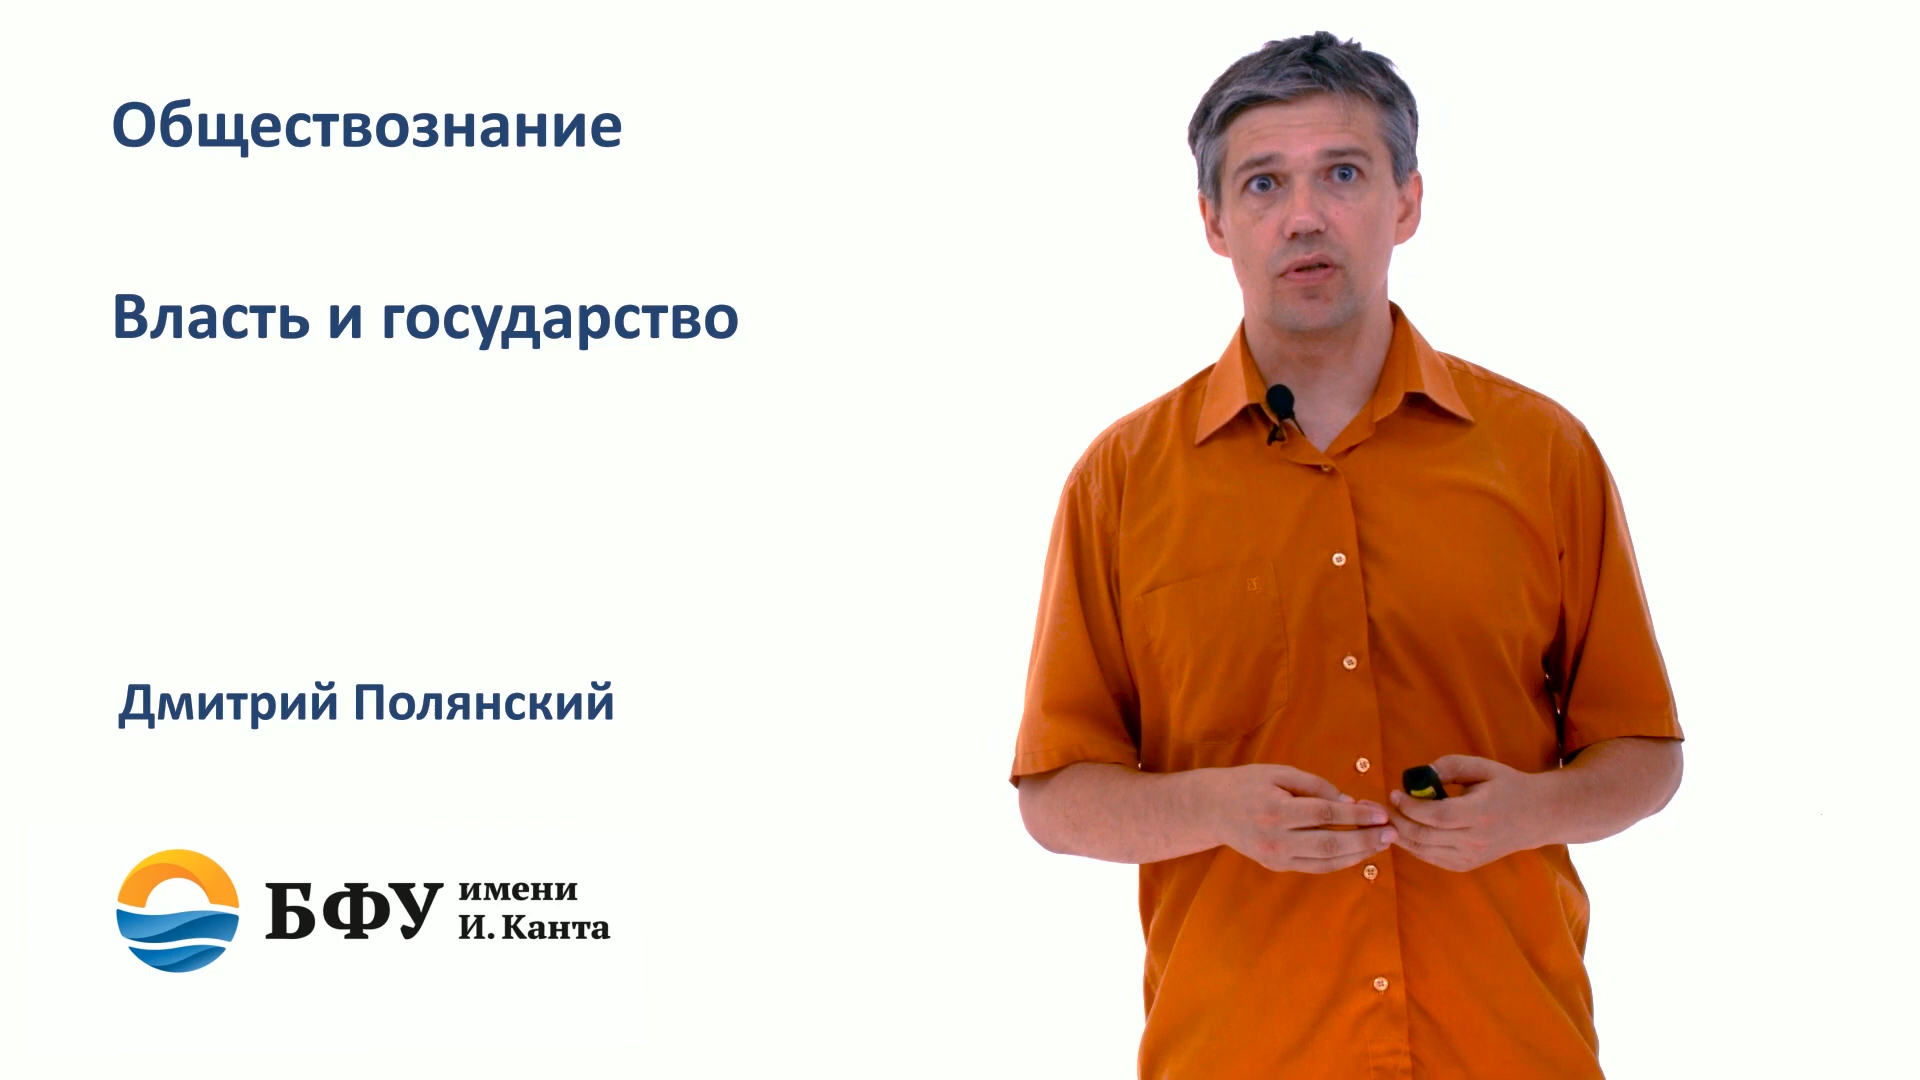 Обществознание
Власть и государство
Дмитрий Полянский
БФУ имени
И. Канта